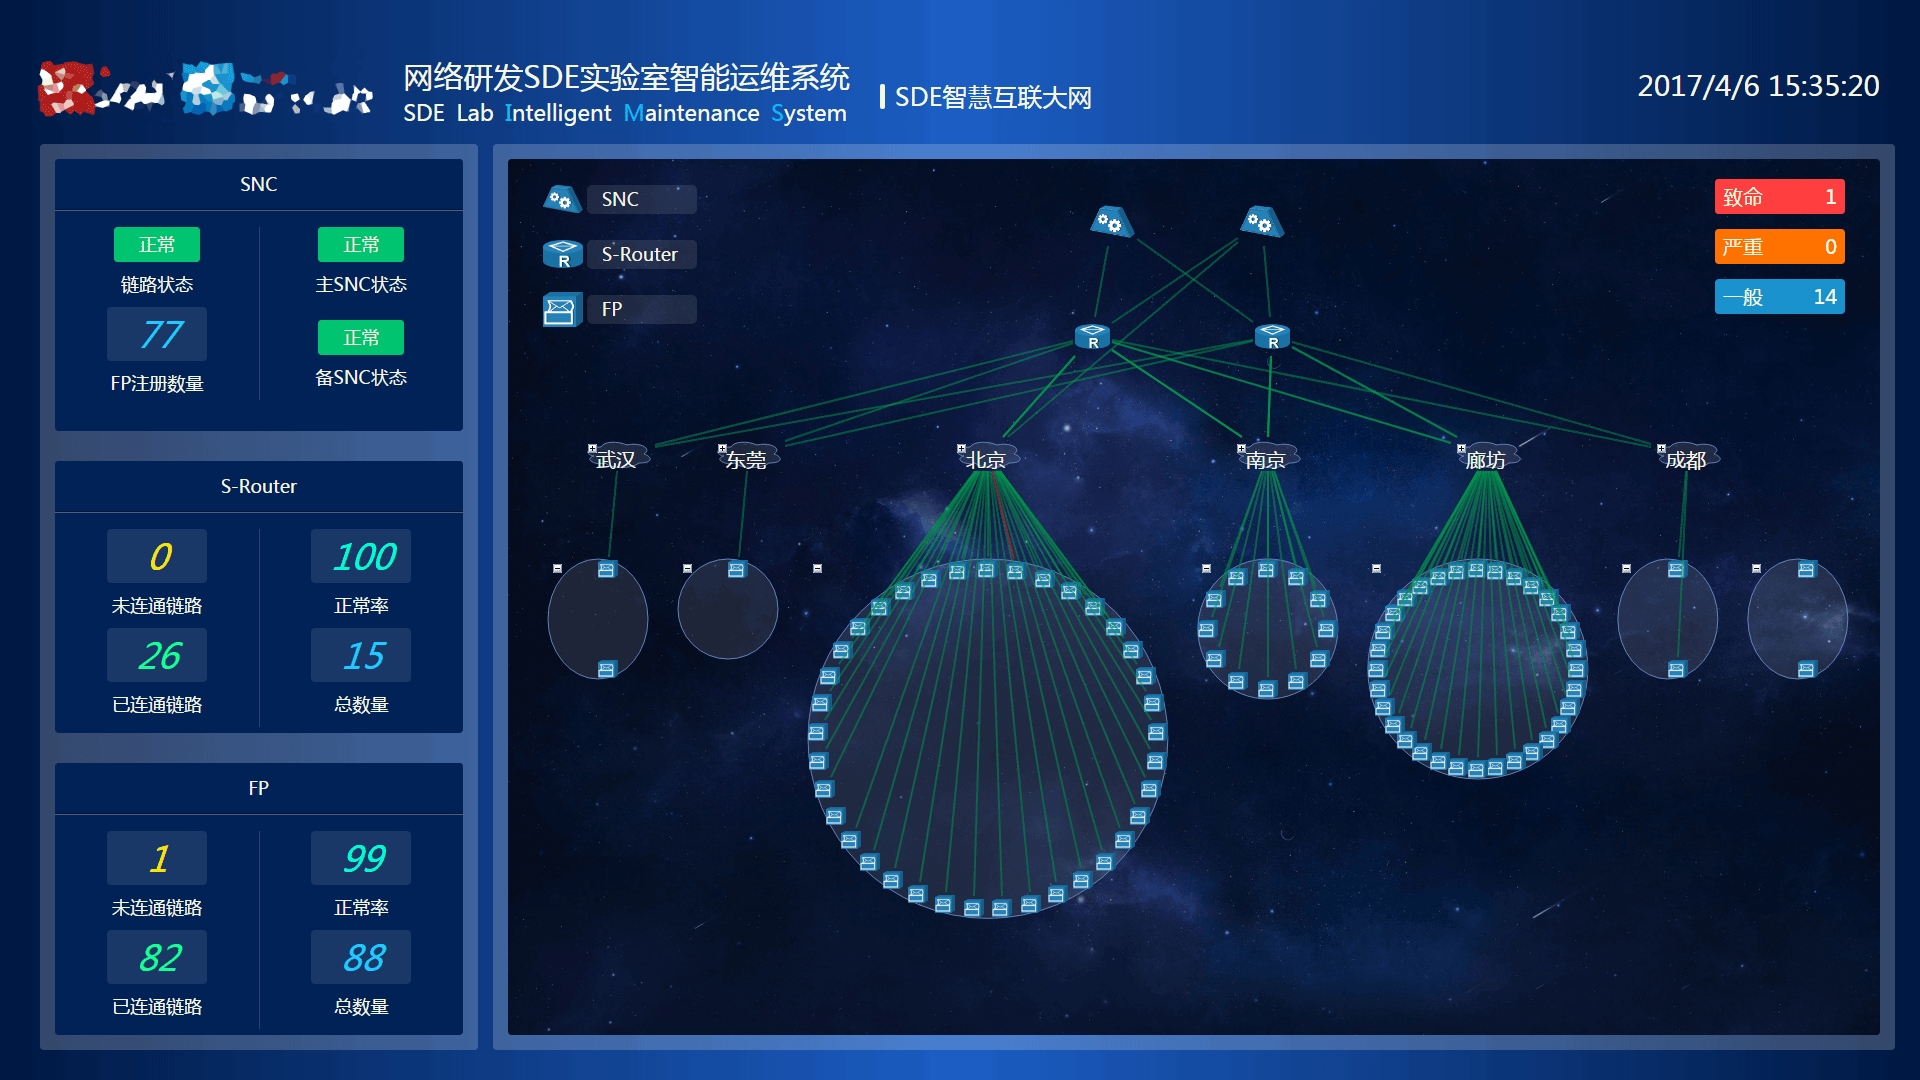 网络研发SDE实验室智能运维系统
SDE Lab Intelligent Maintenance System
SDE智慧互联大网
2017/4/6 15:35:20
SNC
正常
链路状态
正常
主SNC状态
77
FP注册数量
正常
备SNC状态
S-Router
0
未连通链路
100
正常率
26
已连通链路
15
总数量
FP
1
未连通链路
99
正常率
82
已连通链路
88
总数量
SNC
S-Router
FP
致命 1
严重 0
一般 14
R
R
R
武汉
东莞
北京
南京
廊坊
成都